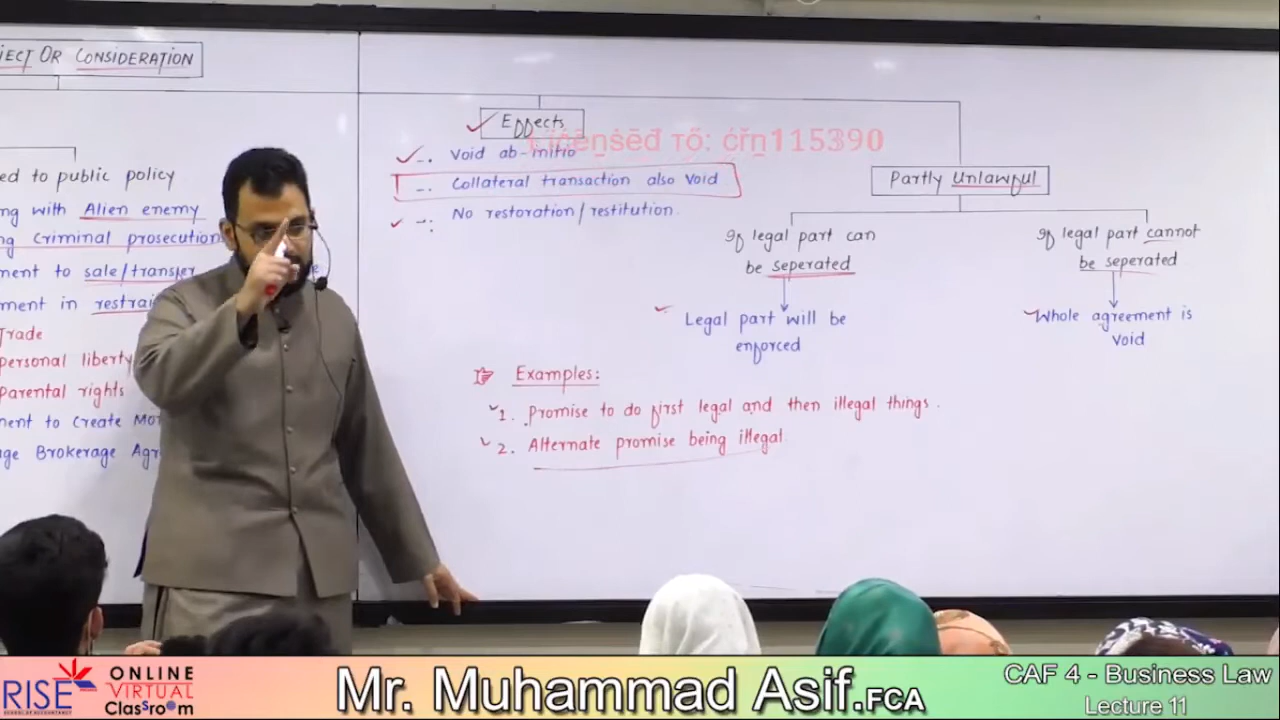 JECT OR CONSIDERATION
ed to public policy
ng with Alien enemy
ng Criminal prosecution
ment to sale/transfer
ment in restrai
Trade
personal liberty
parental rights
ment to Create Mo
ge Brokerage Agr
Effects
-. Void ab-initio
-. Collateral transaction also Void
-. No restoration/restitution.
Licensed to: crn115390
Partly Unlawful
If legal part can
be seperated
Legal part will be
enforced
If legal part cannot
be seperated
Whole agreement is
Void
Examples:
1. Promise to do first legal and then illegal things.
2. Alternate promise being illegal.
RISE
ONLINE
VIRTUAL
Classroom
Mr. Muhammad Asif.FCA
CAF 4 - Business Law
Lecture 11